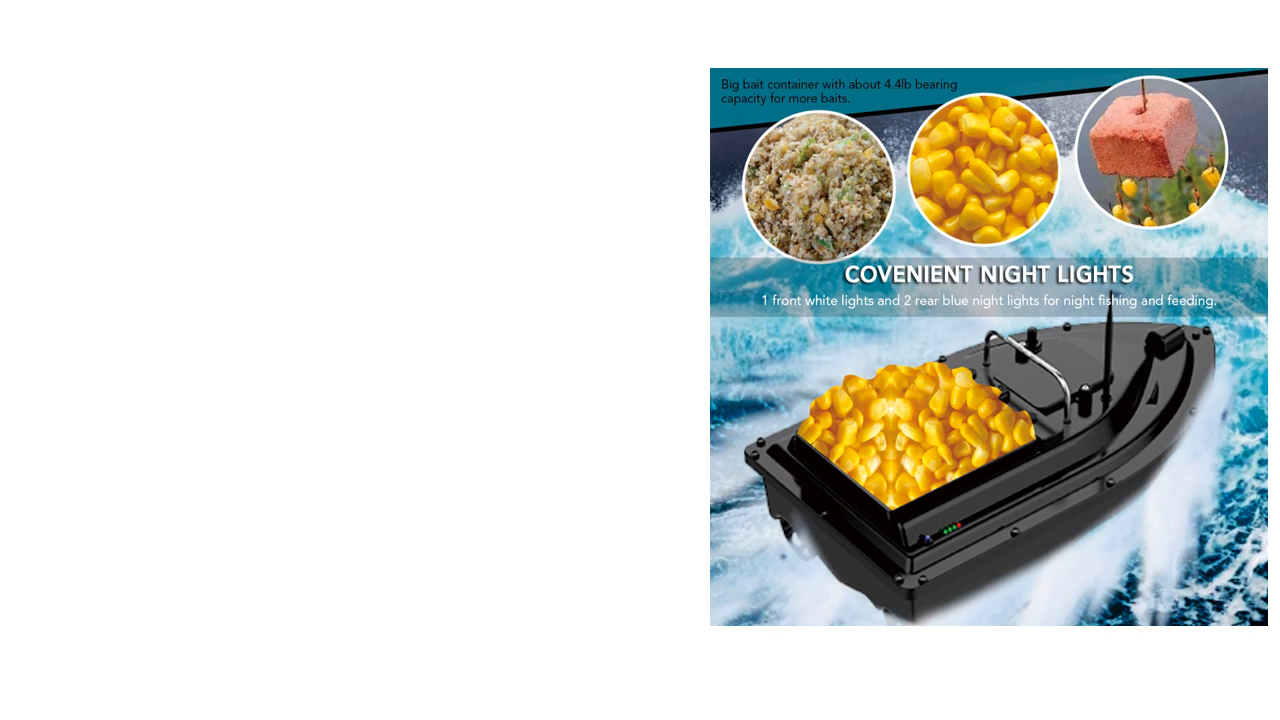 Big bait container with about 4.4lb bearing
capacity for more baits.
COVENIENT NIGHT LIGHTS
1 front white lights and 2 rear blue night lights for night fishing and feeding.